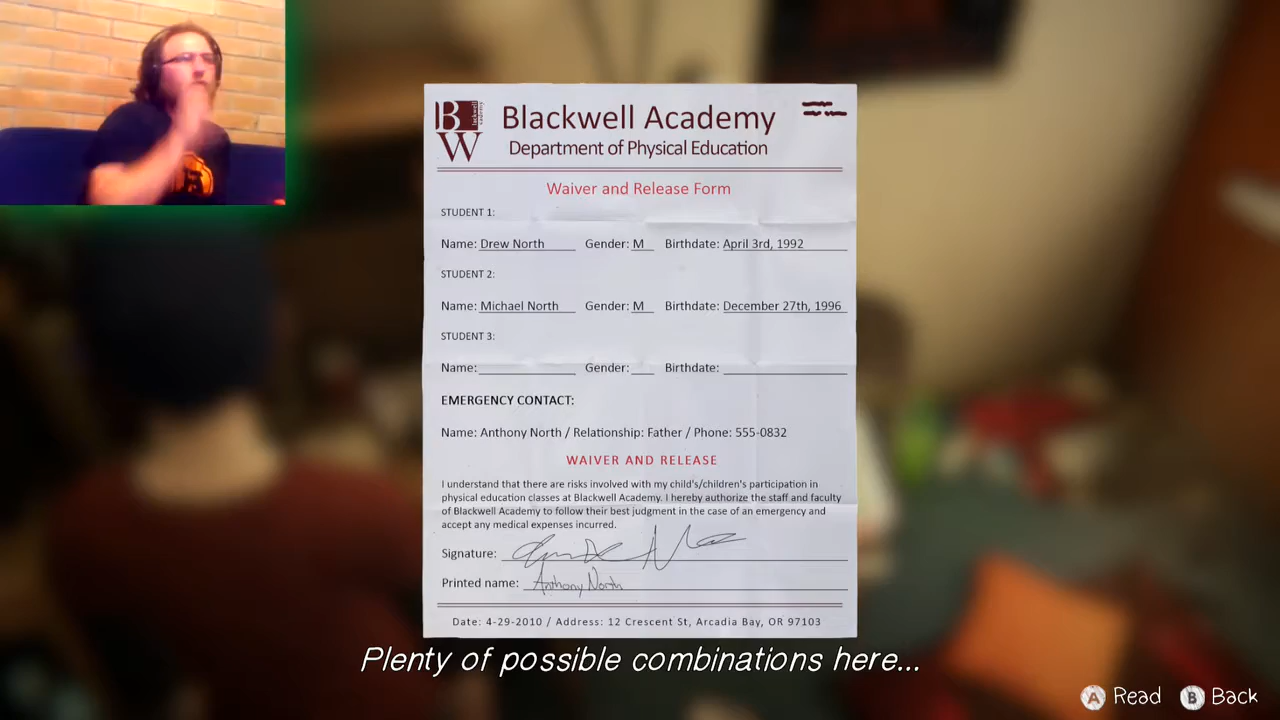 BW Blackwell Academy
Department of Physical Education
Waiver and Release Form
STUDENT 1:
Name: Drew North Gender: M Birthdate: April 3rd, 1992
STUDENT 2:
Name: Michael North Gender: M Birthdate: December 27th, 1996
STUDENT 3:
Name: Gender: Birthdate:
EMERGENCY CONTACT:
Name: Anthony North / Relationship: Father / Phone: 555-0832
WAIVER AND RELEASE
I understand that there are risks involved with my child's/children's participation in
physical education classes at Blackwell Academy. I hereby authorize the staff and faculty
of Blackwell Academy to follow their best judgment in the case of an emergency and
accept any medical expenses incurred.
Signature:
Printed name: Anthony North
Date: 4-29-2010 / Address: 12 Crescent St, Arcadia Bay, OR 97103
Plenty of possible combinations here...
A Read B Back